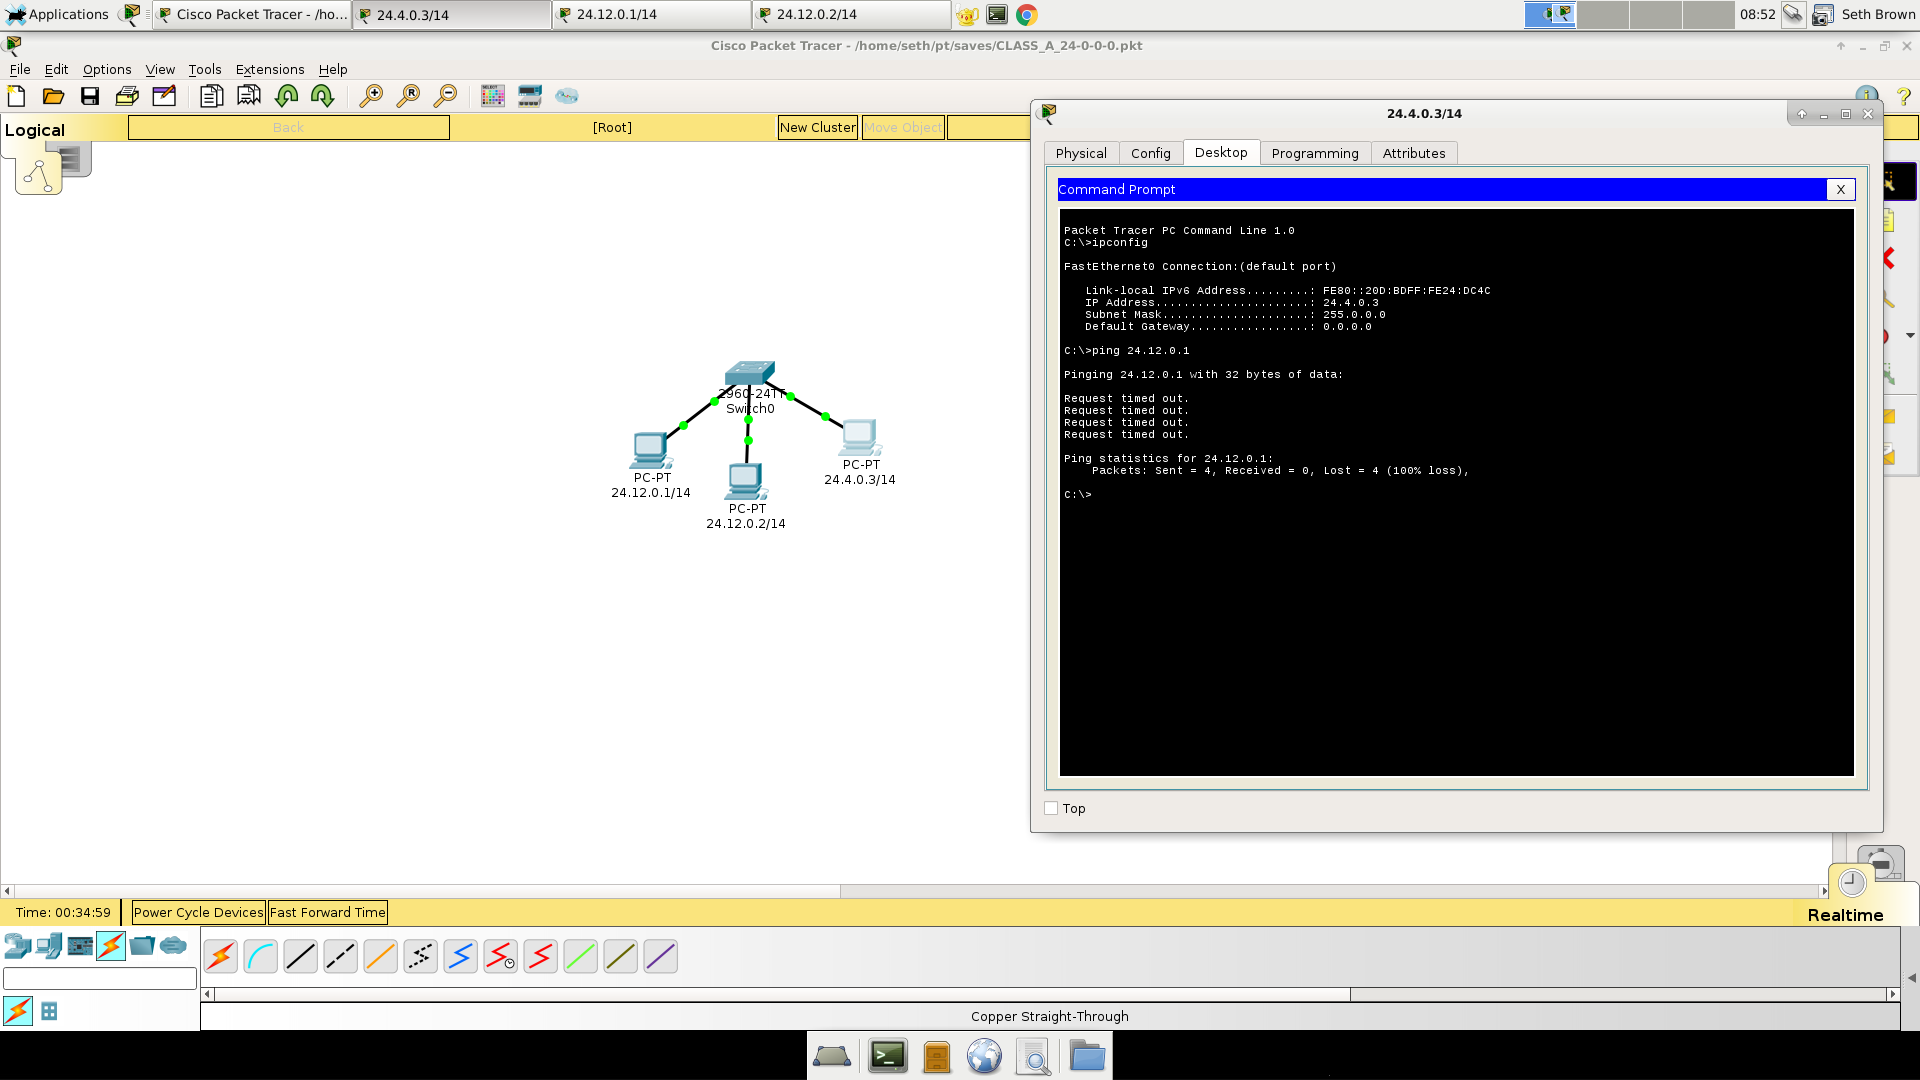 Applications
Cisco Packet Tracer - /ho...
24.4.0.3/14
24.12.0.1/14
24.12.0.2/14
08:52
Seth Brown
Cisco Packet Tracer - /home/seth/pt/saves/CLASS_A_24-0-0-0.pkt
File Edit Options View Tools Extensions Help
Logical
Back
[Root]
New Cluster
Move Object
24.4.0.3/14
Physical Config Desktop Programming Attributes
Command Prompt
X
Packet Tracer PC Command Line 1.0
C:\>ipconfig
FastEthernet0 Connection:(default port)
Link-local IPv6 Address.........: FE80::20D:BDFF:FE24:DC4C
IP Address......................: 24.4.0.3
Subnet Mask.....................: 255.0.0.0
Default Gateway.................: 0.0.0.0
C:\>ping 24.12.0.1
Pinging 24.12.0.1 with 32 bytes of data:
Request timed out.
Request timed out.
Request timed out.
Request timed out.
Ping statistics for 24.12.0.1:
Packets: Sent = 4, Received = 0, Lost = 4 (100% loss),
C:\>
Top
2960-24TT
Switch0
PC-PT
24.12.0.1/14
PC-PT
24.12.0.2/14
PC-PT
24.4.0.3/14
Time: 00:34:59
Power Cycle Devices
Fast Forward Time
Realtime
Copper Straight-Through